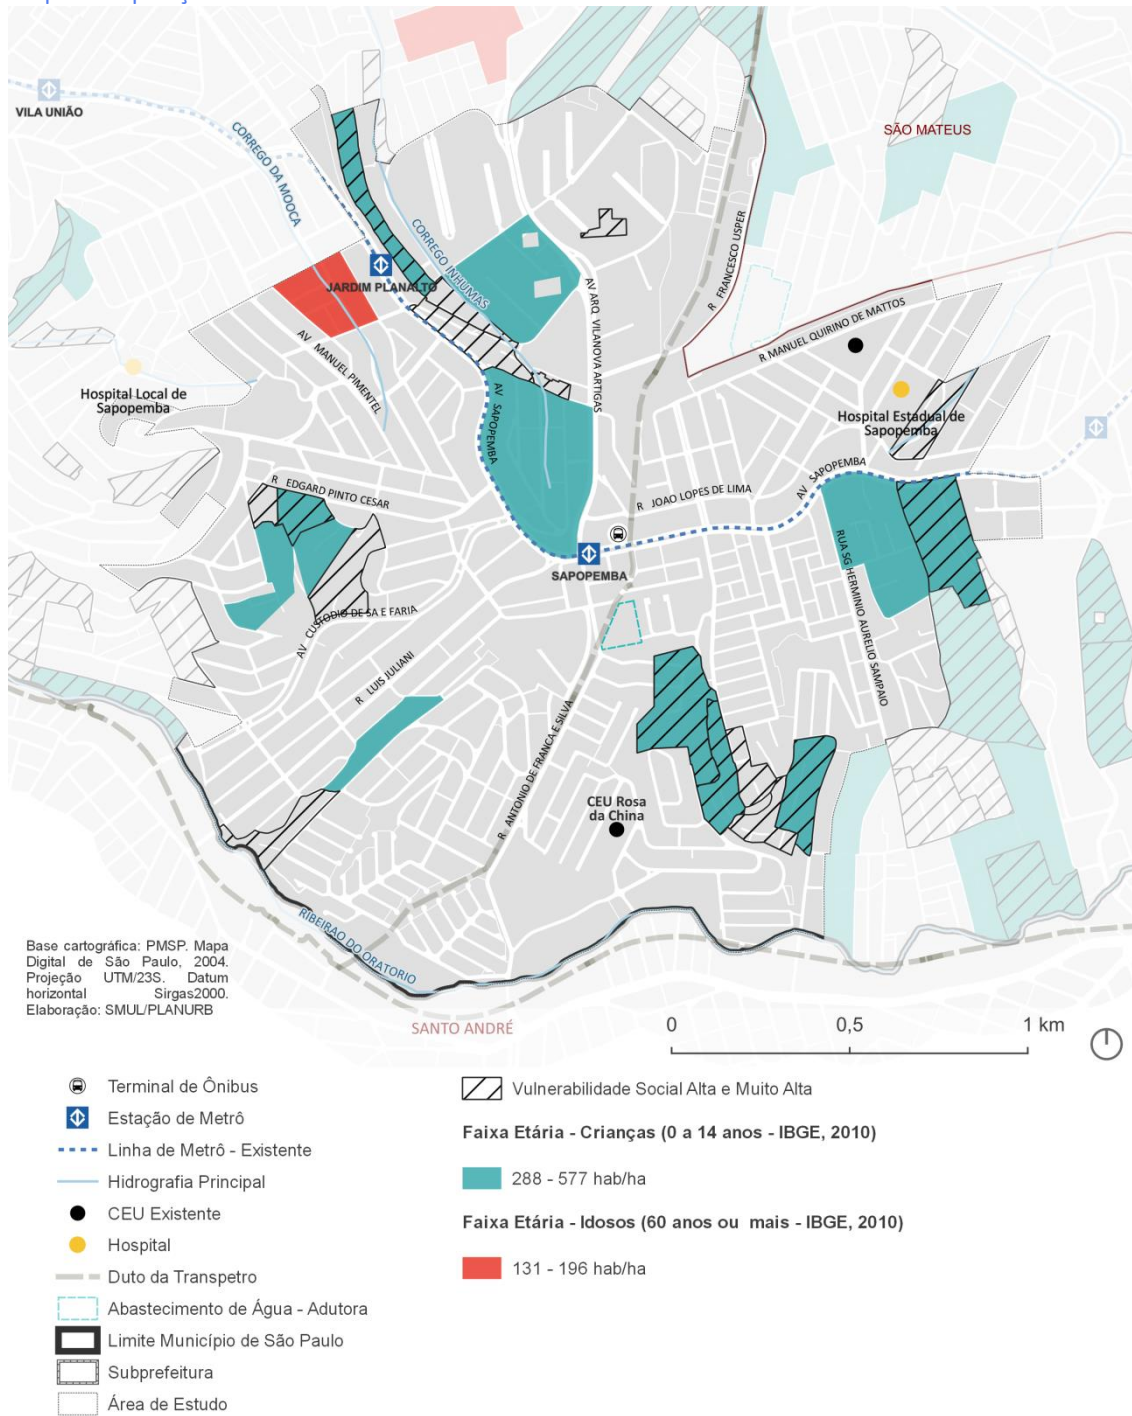 VILA UNIÃO
CORREGO DA MOOCA
SÃO MATEUS
JARDIM PLANALTO
CORREGO INHUMAS
R FRANCESCO USPER
AV ARQ VILANOVA ARTIGAS
R MANUEL QUIRINO DE MATTOS
AV MANUEL PIMENTEL
Hospital Local de
Sapopemba
AV SAPOPEMBA
Hospital Estadual de
Sapopemba
AV SAPOPEMBA
R EDGARD PINTO CESAR
R JOAO LOPES DE LIMA
SAPOPEMBA
RUA SG HERMINIO AURELIO SAMPAIO
AV CUSTODIO DE SA E FARIA
R LUIS JULIANI
R ANTONIO DE FRANCA E SILVA
CEU Rosa
da China
RIBEIRAO DO ORATORIO
Base cartográfica: PMSP. Mapa
Digital de São Paulo, 2004.
Projeção UTM/23S. Datum
horizontal Sirgas2000.
Elaboração: SMUL/PLANURB
SANTO ANDRÉ
0 0,5 1 km
Terminal de Ônibus
Estação de Metrô
Linha de Metrô - Existente
Hidrografia Principal
CEU Existente
Hospital
Duto da Transpetro
Abastecimento de Água - Adutora
Limite Município de São Paulo
Subprefeitura
Área de Estudo
Vulnerabilidade Social Alta e Muito Alta
Faixa Etária - Crianças (0 a 14 anos - IBGE, 2010)
288 - 577 hab/ha
Faixa Etária - Idosos (60 anos ou mais - IBGE, 2010)
131 - 196 hab/ha